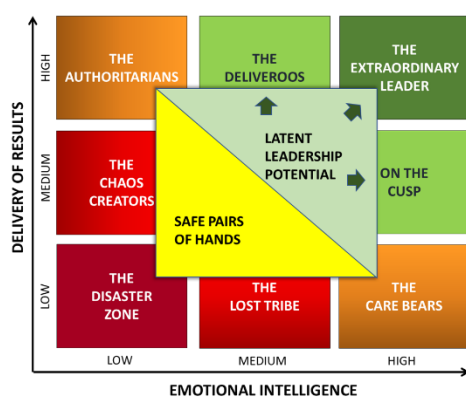 DELIVERY OF RESULTS
HIGH
MEDIUM
LOW
THE
AUTHORITARIANS
THE
DELIVEROOS
THE
EXTRAORDINARY
LEADER
THE
CHAOS
CREATORS
LATENT
LEADERSHIP
POTENTIAL
SAFE PAIRS
OF HANDS
ON THE
CUSP
THE
DISASTER
ZONE
THE
LOST TRIBE
THE
CARE BEARS
LOW
MEDIUM
HIGH
EMOTIONAL INTELLIGENCE